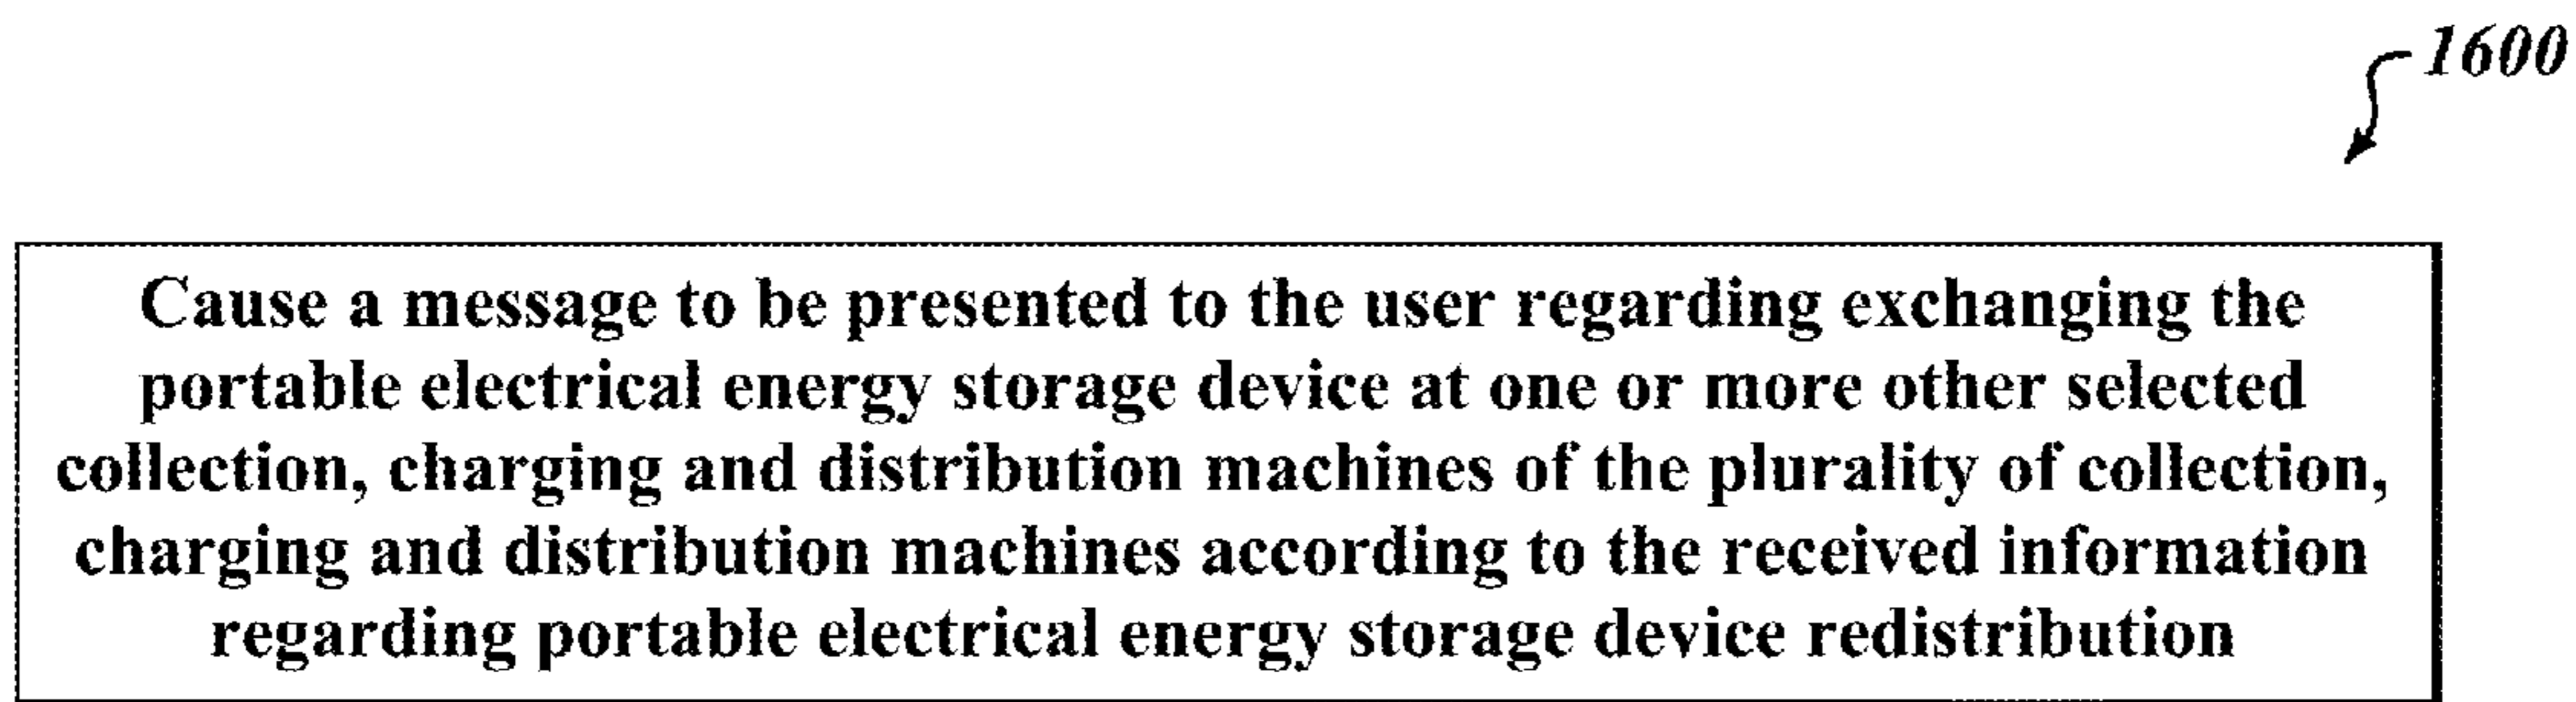 1600
Cause a message to be presented to the user regarding exchanging the
portable electrical energy storage device at one or more other selected
collection, charging and distribution machines of the plurality of collection,
charging and distribution machines according to the received information
regarding portable electrical energy storage device redistribution